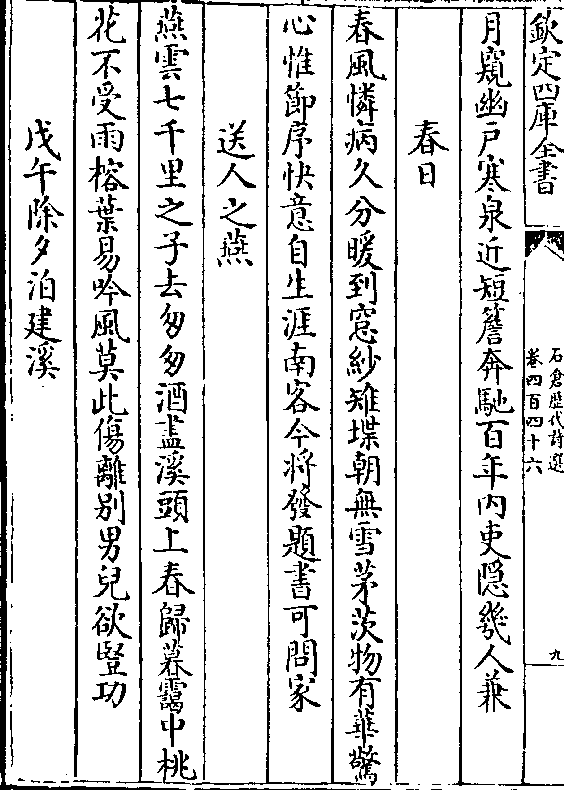 欽定四庫全書
石倉歴代詩選
卷四百四十六
九
月窺幽戸寒泉近短簷奔馳百年内吏隠幾人兼
春日
春風憐病久分暖到窓紗雉堞朝無雪茅茨物有華驚
心惟節序快意自生涯南客今將發題書可問家
送人之燕
燕雲七千里之子去匆匆酒盡溪頭上春歸暮靄中桃
花不受雨榕葉易吟風莫此傷離别男兒欲豎功
戊午除夕泊建溪